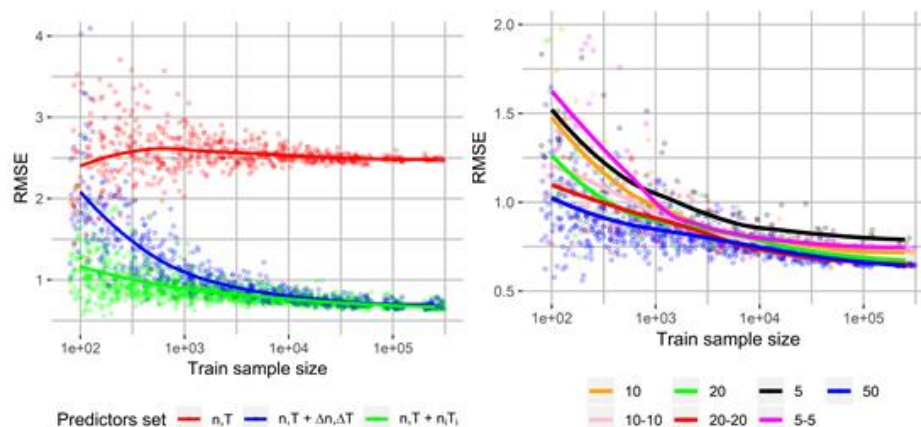 4
3
2
1
RMSE
1e+02 1e+03 1e+04 1e+05
Train sample size
Predictors set n,T n,T + Δn,ΔT n,T + nᵢTᵢ
2.0
1.5
1.0
0.5
RMSE
1e+02 1e+03 1e+04 1e+05
Train sample size
10 20 5 50
10-10 20-20 5-5